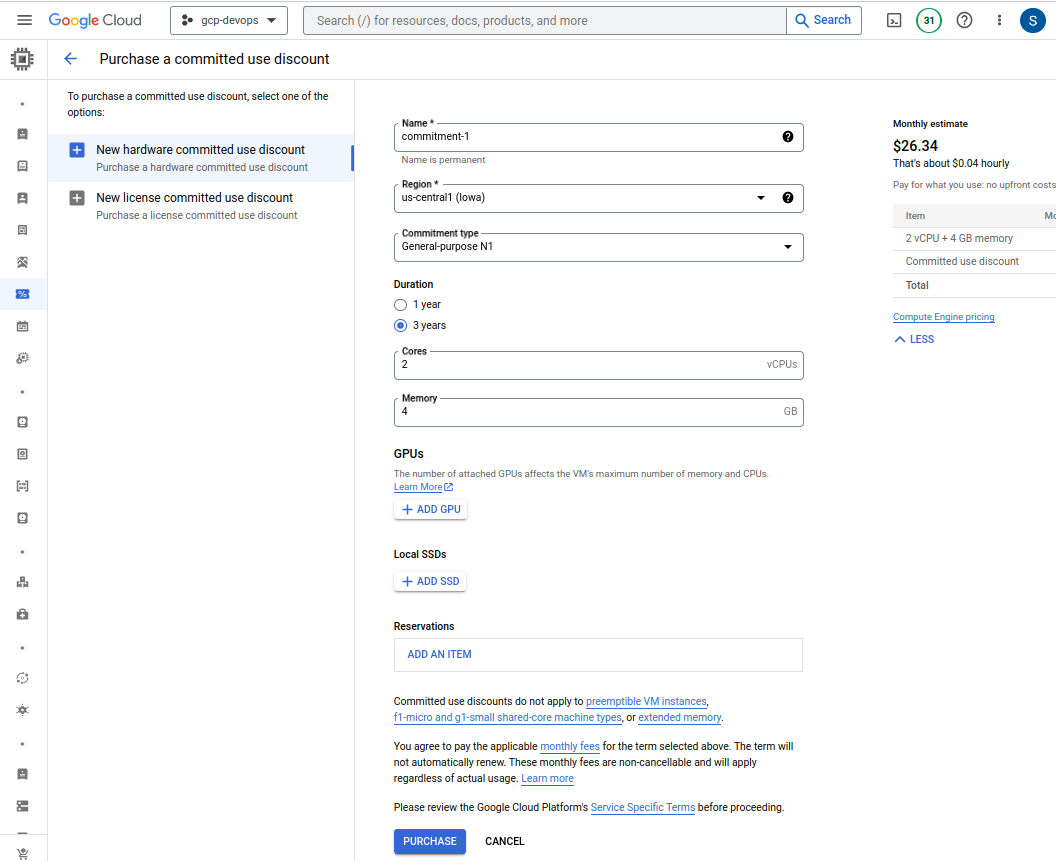 Google Cloud
gcp-devops
Search (/) for resources, docs, products, and more
Search
31
S
Purchase a committed use discount
To purchase a committed use discount, select one of the
options:
New hardware committed use discount
Purchase a hardware committed use discount
New license committed use discount
Purchase a license committed use discount
Name *
commitment-1
Name is permanent
Region *
us-central1 (Iowa)
Commitment type
General-purpose N1
Duration
1 year
3 years
Cores
2
vCPUs
Memory
4
GB
GPUs
The number of attached GPUs affects the VM's maximum number of memory and CPUs.
Learn More
ADD GPU
Local SSDs
ADD SSD
Reservations
ADD AN ITEM
Committed use discounts do not apply to preemptible VM instances,
f1-micro and g1-small shared-core machine types, or extended memory.
You agree to pay the applicable monthly fees for the term selected above. The term will
not automatically renew. These monthly fees are non-cancellable and will apply
regardless of actual usage. Learn more
Please review the Google Cloud Platform's Service Specific Terms before proceeding.
PURCHASE
CANCEL
Monthly estimate
$26.34
That's about $0.04 hourly
Pay for what you use: no upfront costs
Item
Mo
2 vCPU + 4 GB memory
Committed use discount
Total
Compute Engine pricing
LESS